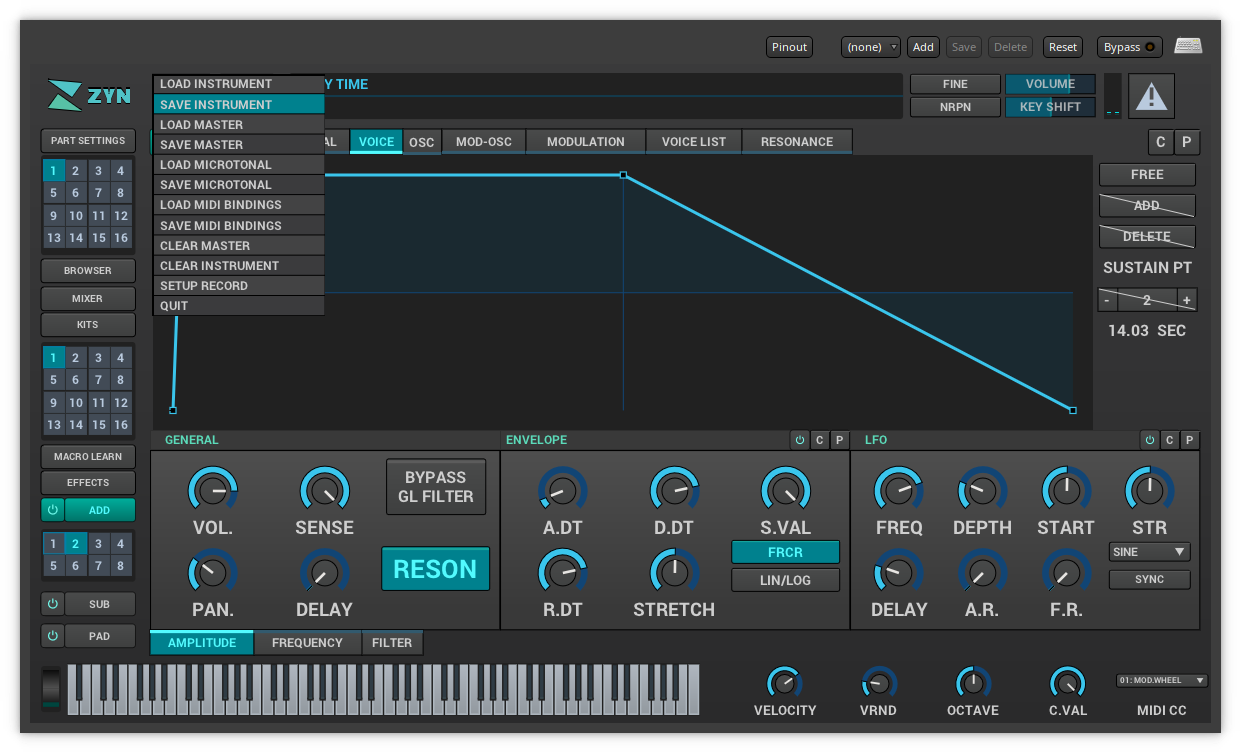 Pinout (none) Add Save Delete Reset Bypass
ZYN
LOAD INSTRUMENT
SAVE INSTRUMENT
LOAD MASTER
SAVE MASTER
LOAD MICROTONAL
SAVE MICROTONAL
LOAD MIDI BINDINGS
SAVE MIDI BINDINGS
CLEAR MASTER
CLEAR INSTRUMENT
SETUP RECORD
QUIT
Y TIME
FINE VOLUME
NRPN KEY SHIFT
AL VOICE OSC MOD-OSC MODULATION VOICE LIST RESONANCE C P
PART SETTINGS
1 2 3 4
5 6 7 8
9 10 11 12
13 14 15 16
BROWSER
MIXER
KITS
1 2 3 4
5 6 7 8
9 10 11 12
13 14 15 16
MACRO LEARN
EFFECTS
ADD
1 2 3 4
5 6 7 8
SUB
PAD
FREE
ADD
DELETE
SUSTAIN PT
- 2 +
14.03 SEC
GENERAL
VOL. SENSE BYPASS
GL FILTER
PAN. DELAY RESON
ENVELOPE C P
A.DT D.DT S.VAL
FRCR
LIN/LOG
R.DT STRETCH
LFO C P
FREQ DEPTH START STR
SINE
SYNC
DELAY A.R. F.R.
AMPLITUDE FREQUENCY FILTER
VELOCITY VRND OCTAVE C.VAL
01: MOD.WHEEL
MIDI CC